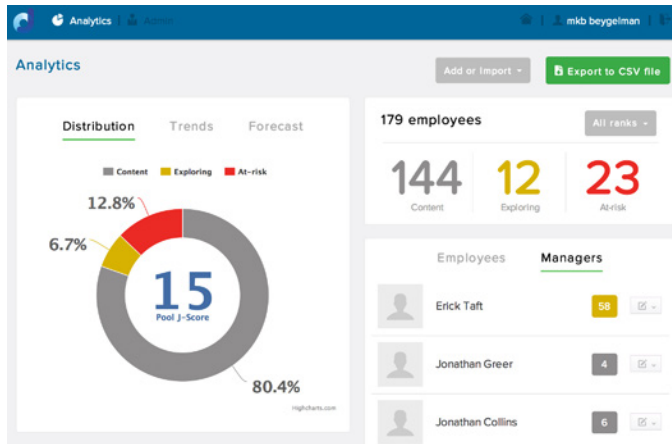 Analytics | Admin
mkb beygelman
Analytics
Add or Import
Export to CSV file
Distribution Trends Forecast
Content Exploring At-risk
12.8%
6.7%
15
Pool J-Score
80.4%
Highcharts.com
179 employees
All ranks
144 12 23
Content Exploring At-risk
Employees Managers
Erick Taft 58
Jonathan Greer 4
Jonathan Collins 6